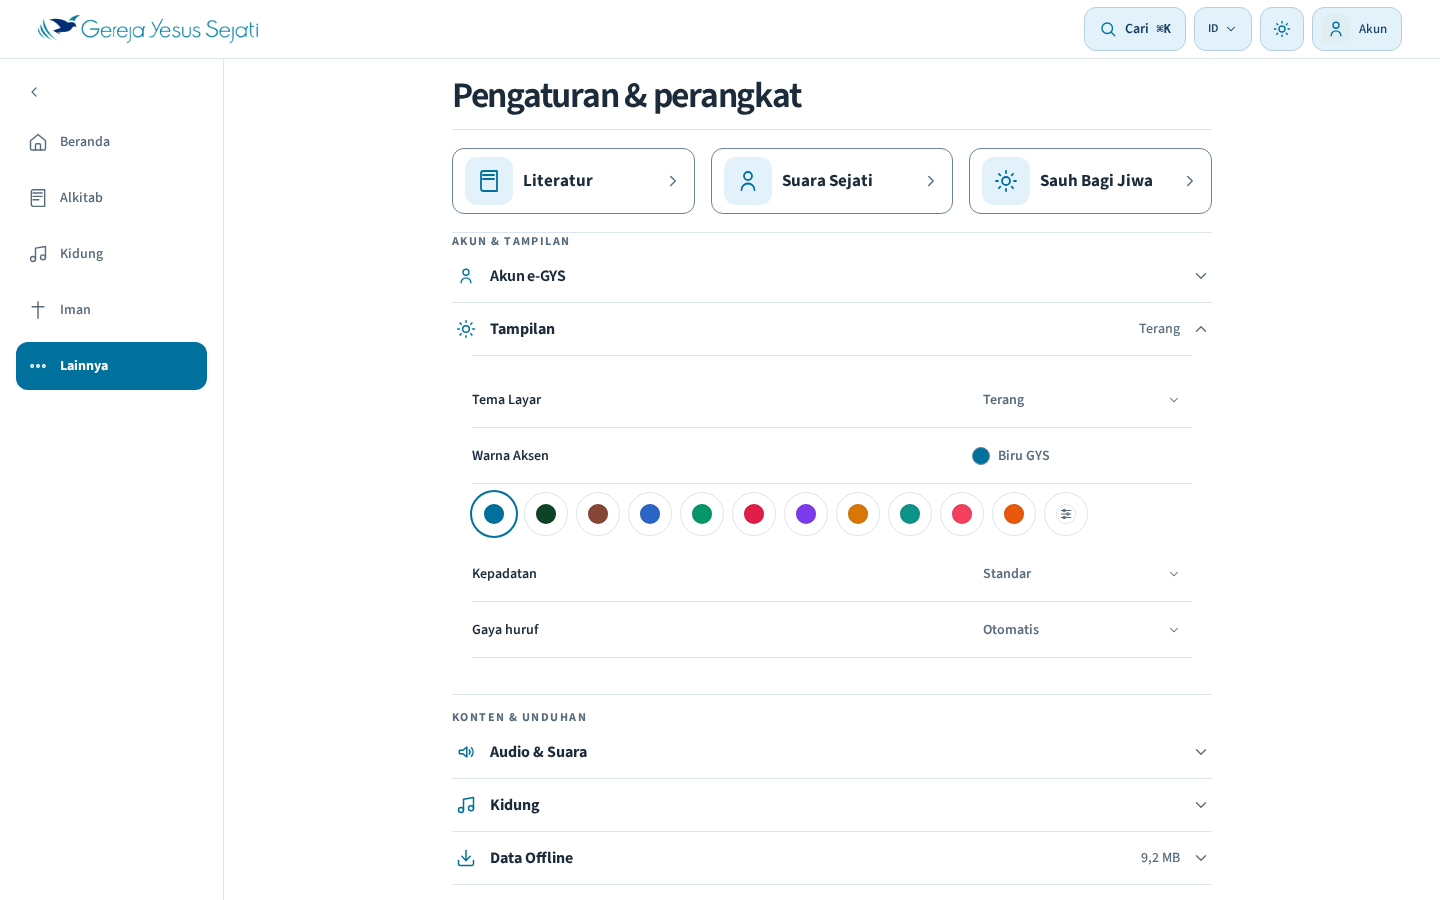 Gereja Yesus Sejati
Cari ⌘K
ID
Akun
Beranda
Alkitab
Kidung
Iman
Lainnya
Pengaturan & perangkat
Literatur
Suara Sejati
Sauh Bagi Jiwa
AKUN & TAMPILAN
Akun e-GYS
Tampilan Terang
Tema Layar Terang
Warna Aksen Biru GYS
Kepadatan Standar
Gaya huruf Otomatis
KONTEN & UNDUHAN
Audio & Suara
Kidung
Data Offline 9,2 MB